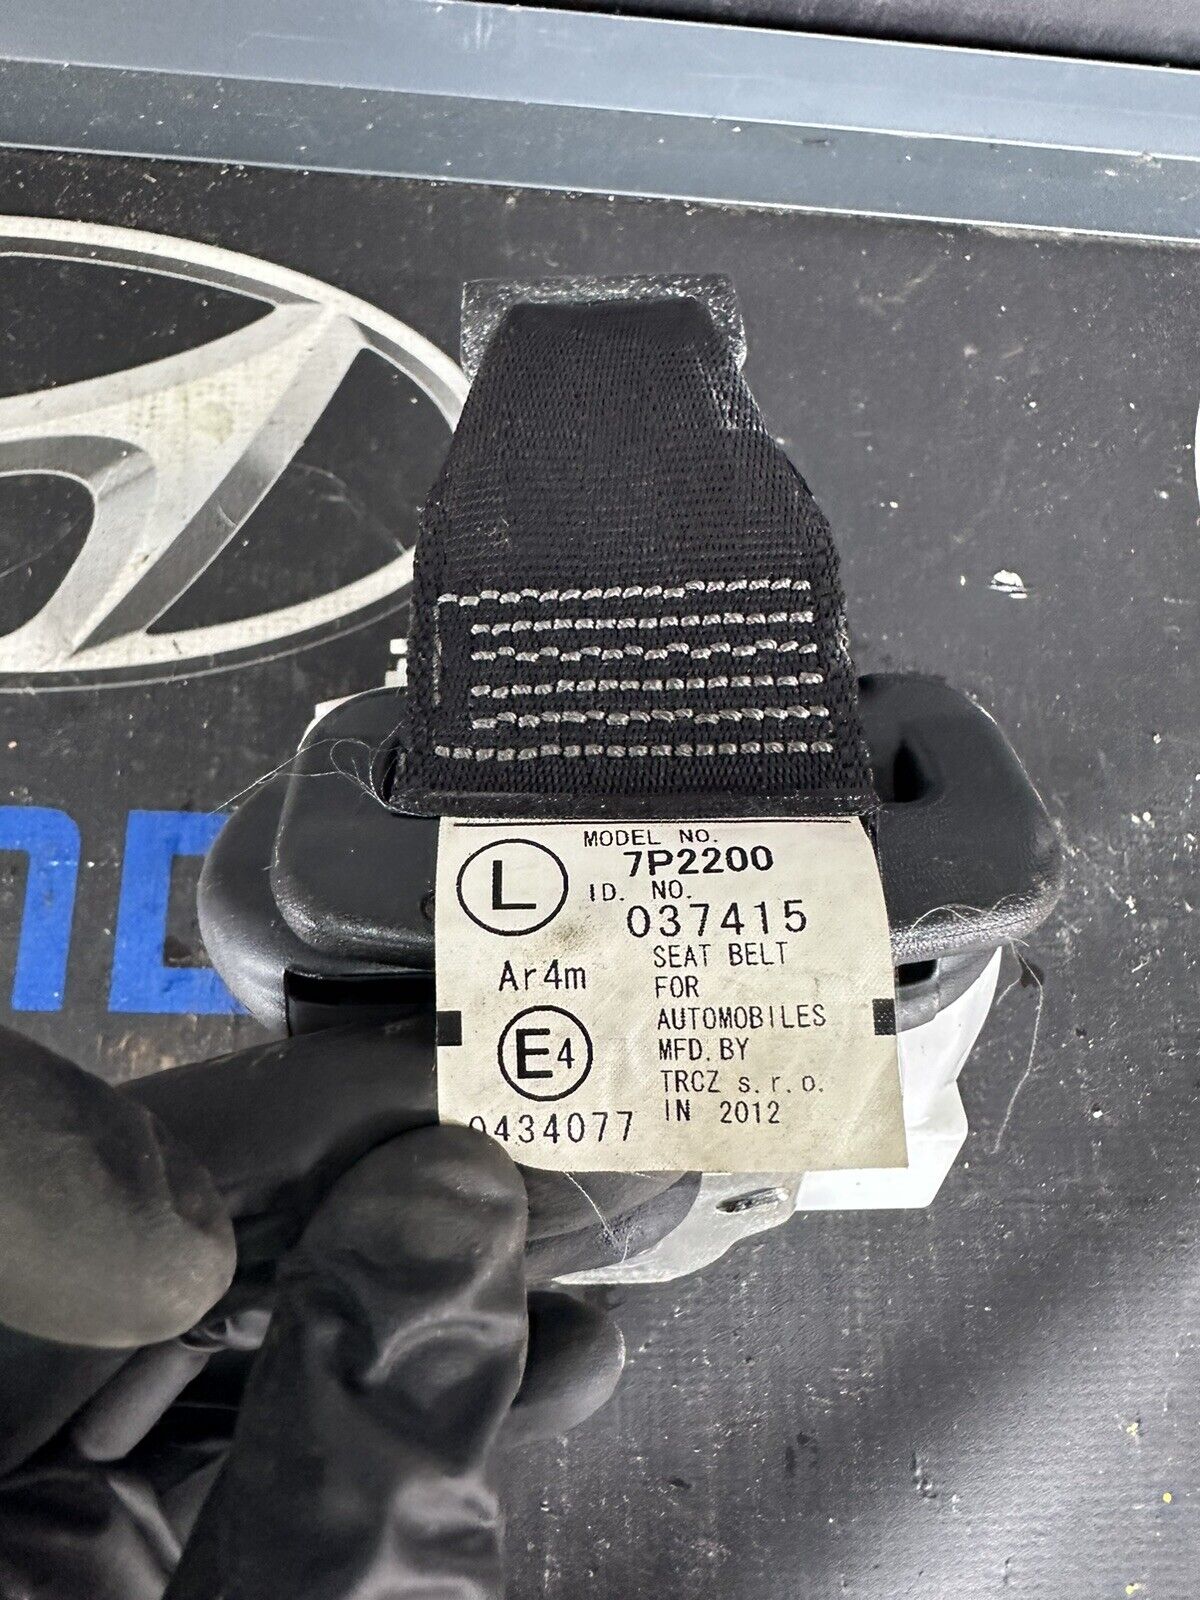 MODEL NO.
7P2200
L
ID. NO.
037415
SEAT BELT
Ar4m
FOR
AUTOMOBILES
E4
MFD. BY
TRCZ s.r.o.
IN 2012
0434077